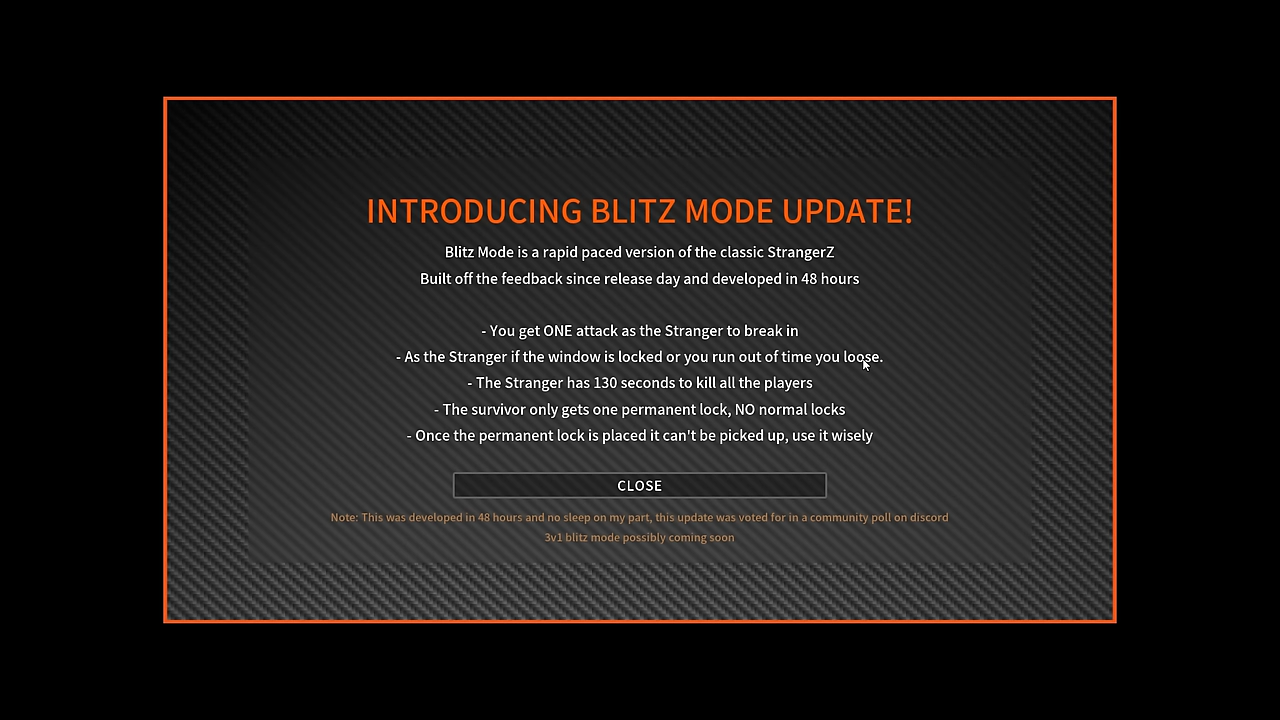 INTRODUCING BLITZ MODE UPDATE!
Blitz Mode is a rapid paced version of the classic StrangerZ
Built off the feedback since release day and developed in 48 hours
- You get ONE attack as the Stranger to break in
- As the Stranger if the window is locked or you run out of time you loose.
- The Stranger has 130 seconds to kill all the players
- The survivor only gets one permanent lock, NO normal locks
- Once the permanent lock is placed it can't be picked up, use it wisely
CLOSE
Note: This was developed in 48 hours and no sleep on my part, this update was voted for in a community poll on discord
3v1 blitz mode possibly coming soon